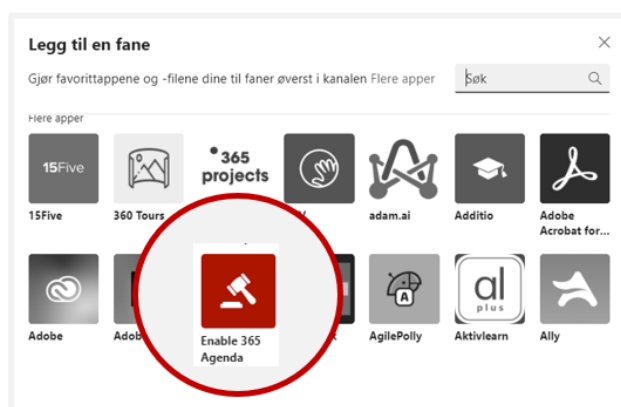 Legg til en fane
Gjør favorittappene og -filene dine til faner øverst i kanalen Flere apper
Søk
Flere apper
15Five
365
projects
15Five
360 Tours
adam.ai
Additio
Adobe
Acrobat for...
A
al
plus
Adobe
Enable 365
Agenda
AgilePolly
Aktivlearn
Ally